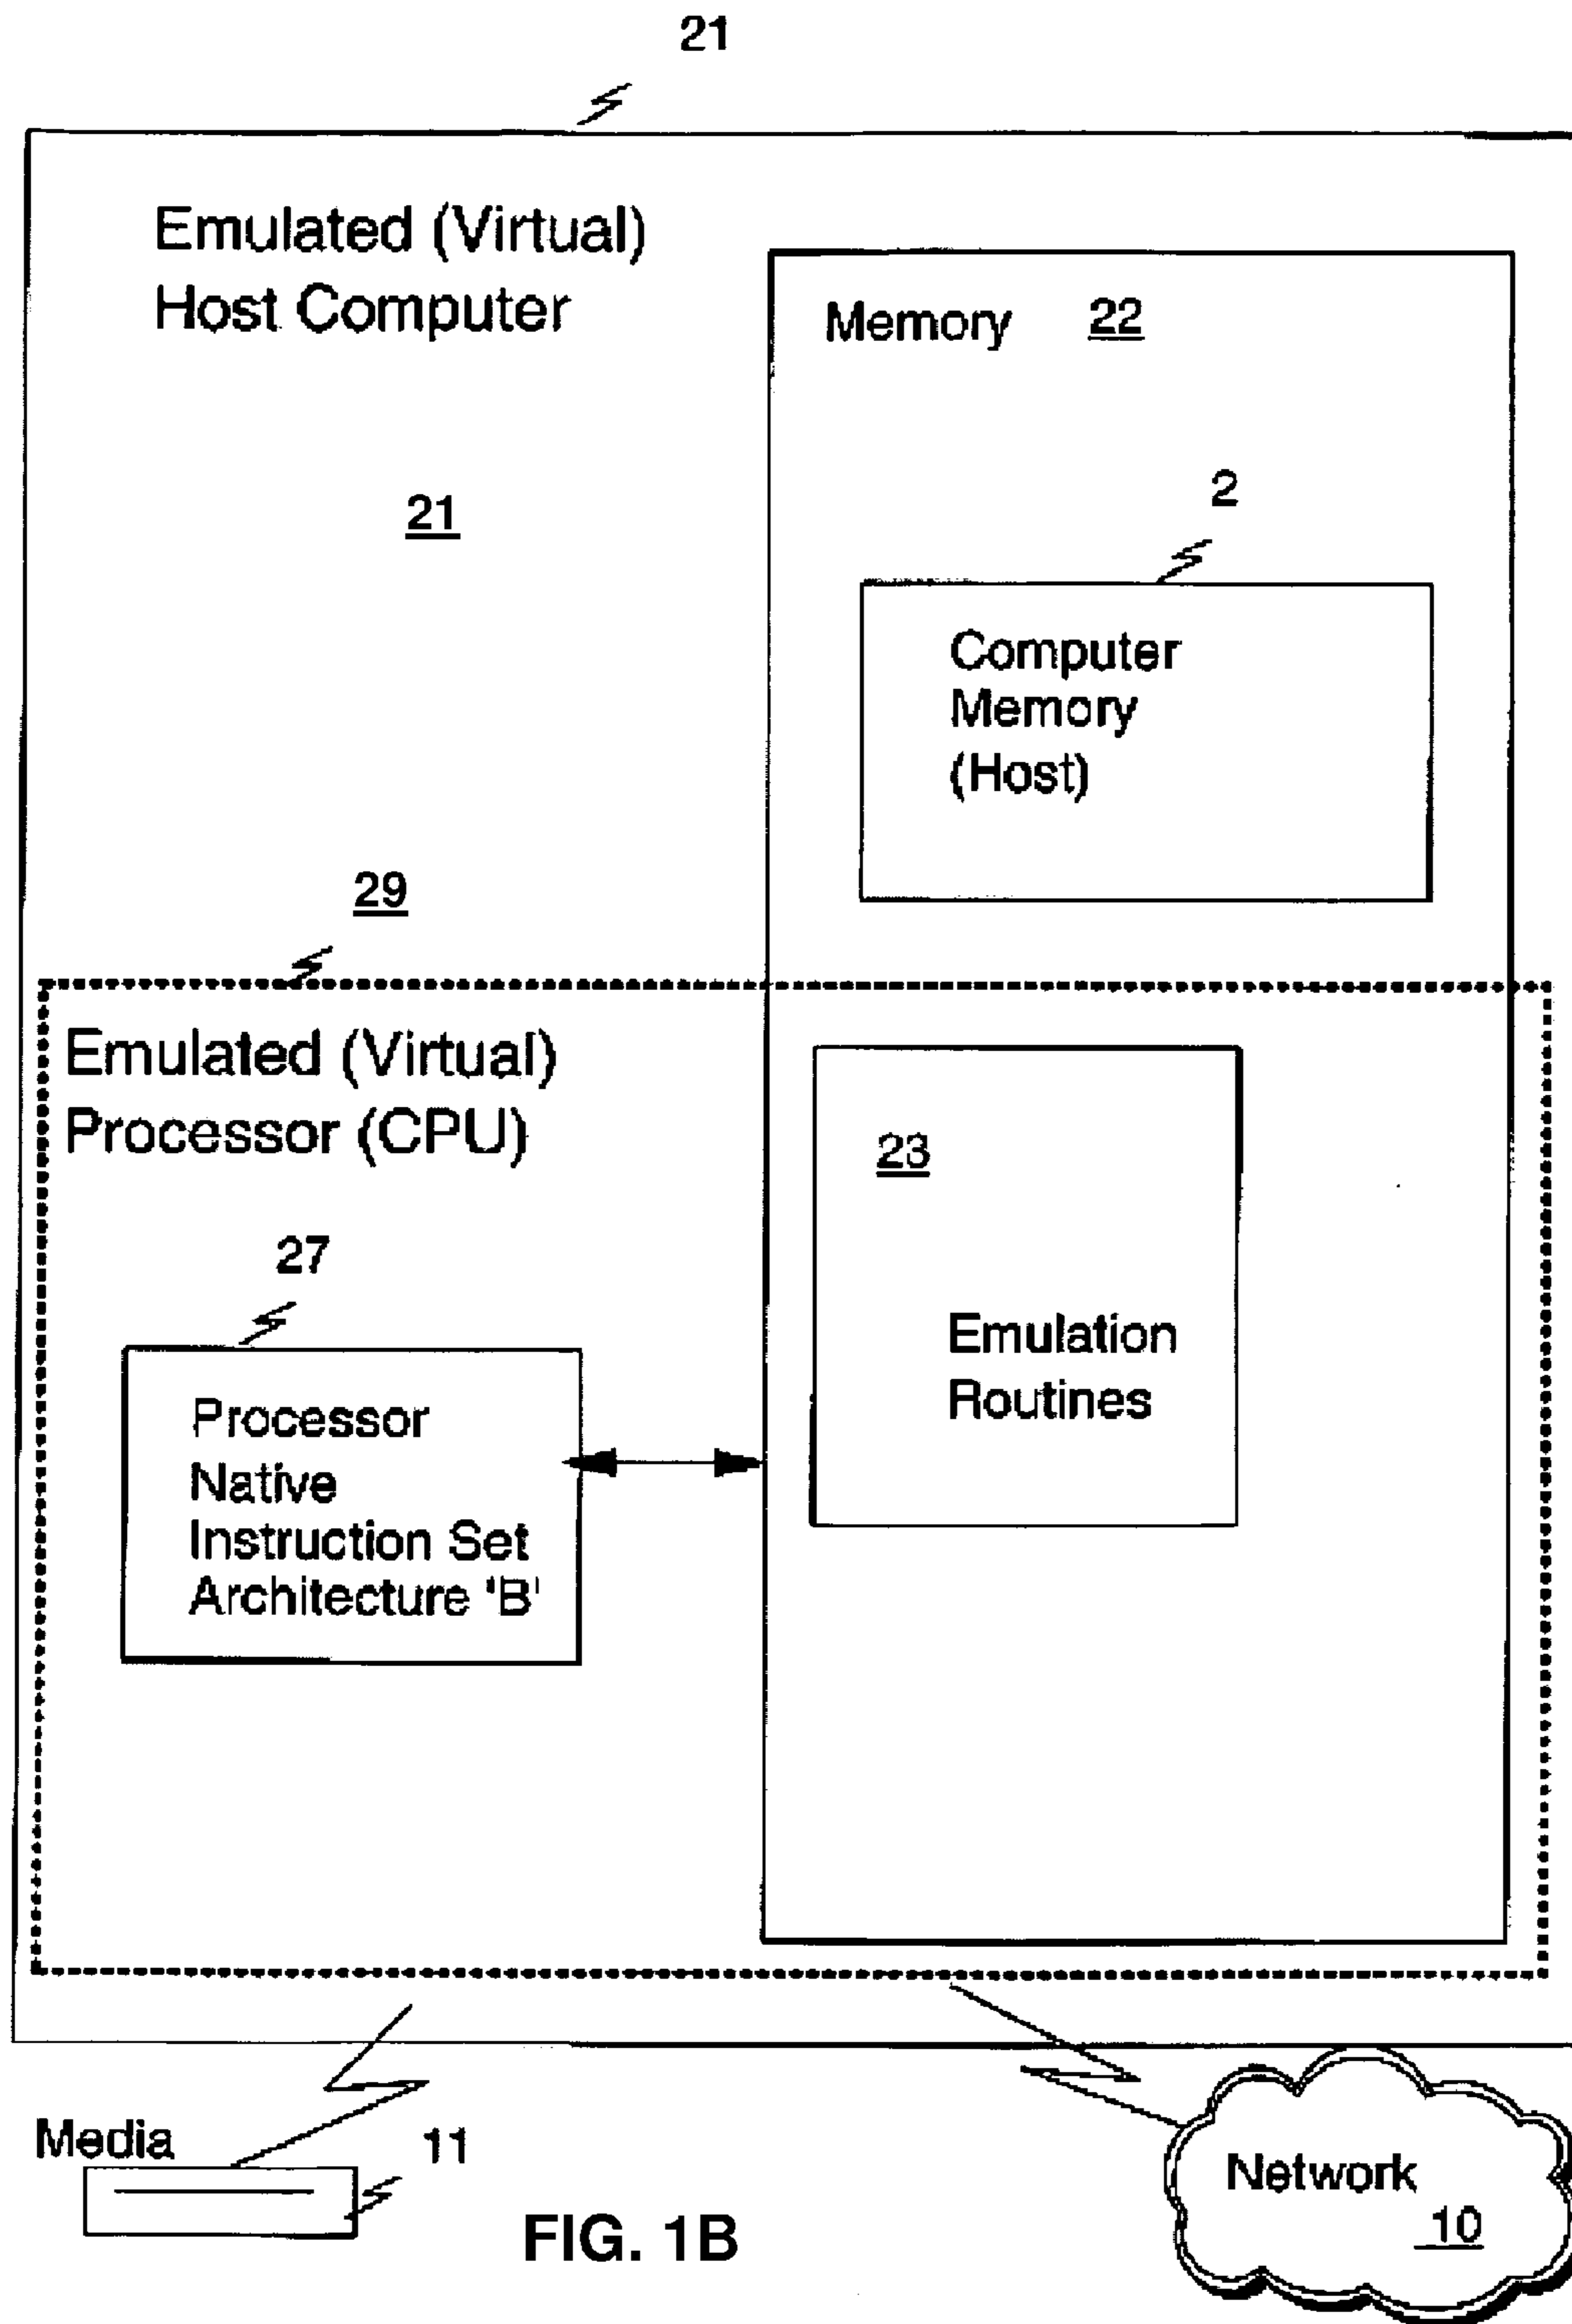 21
Emulated (Virtual)
Host Computer
21
Memory 22
2
Computer
Memory
(Host)
29
Emulated (Virtual)
Processor (CPU)
27
Processor
Native
Instruction Set
Architecture 'B'
23
Emulation
Routines
Media
11
Network
10
FIG. 1B